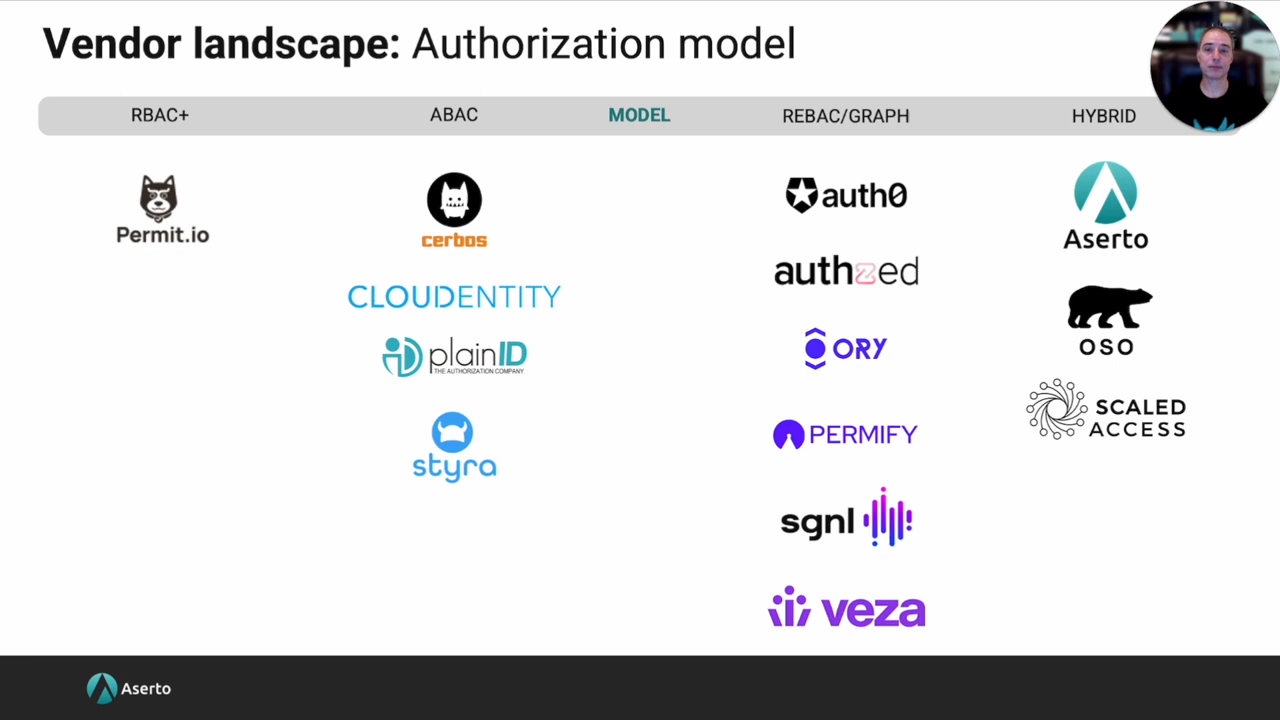 Vendor landscape: Authorization model
RBAC+
ABAC
MODEL
REBAC/GRAPH
HYBRID
Permit.io
cerbos
CLOUDENTITY
iD plainID
THE AUTHORIZATION COMPANY
styra
auth0
authzed
ORY
PERMIFY
sgnl
veza
Aserto
OSO
SCALED
ACCESS
Aserto